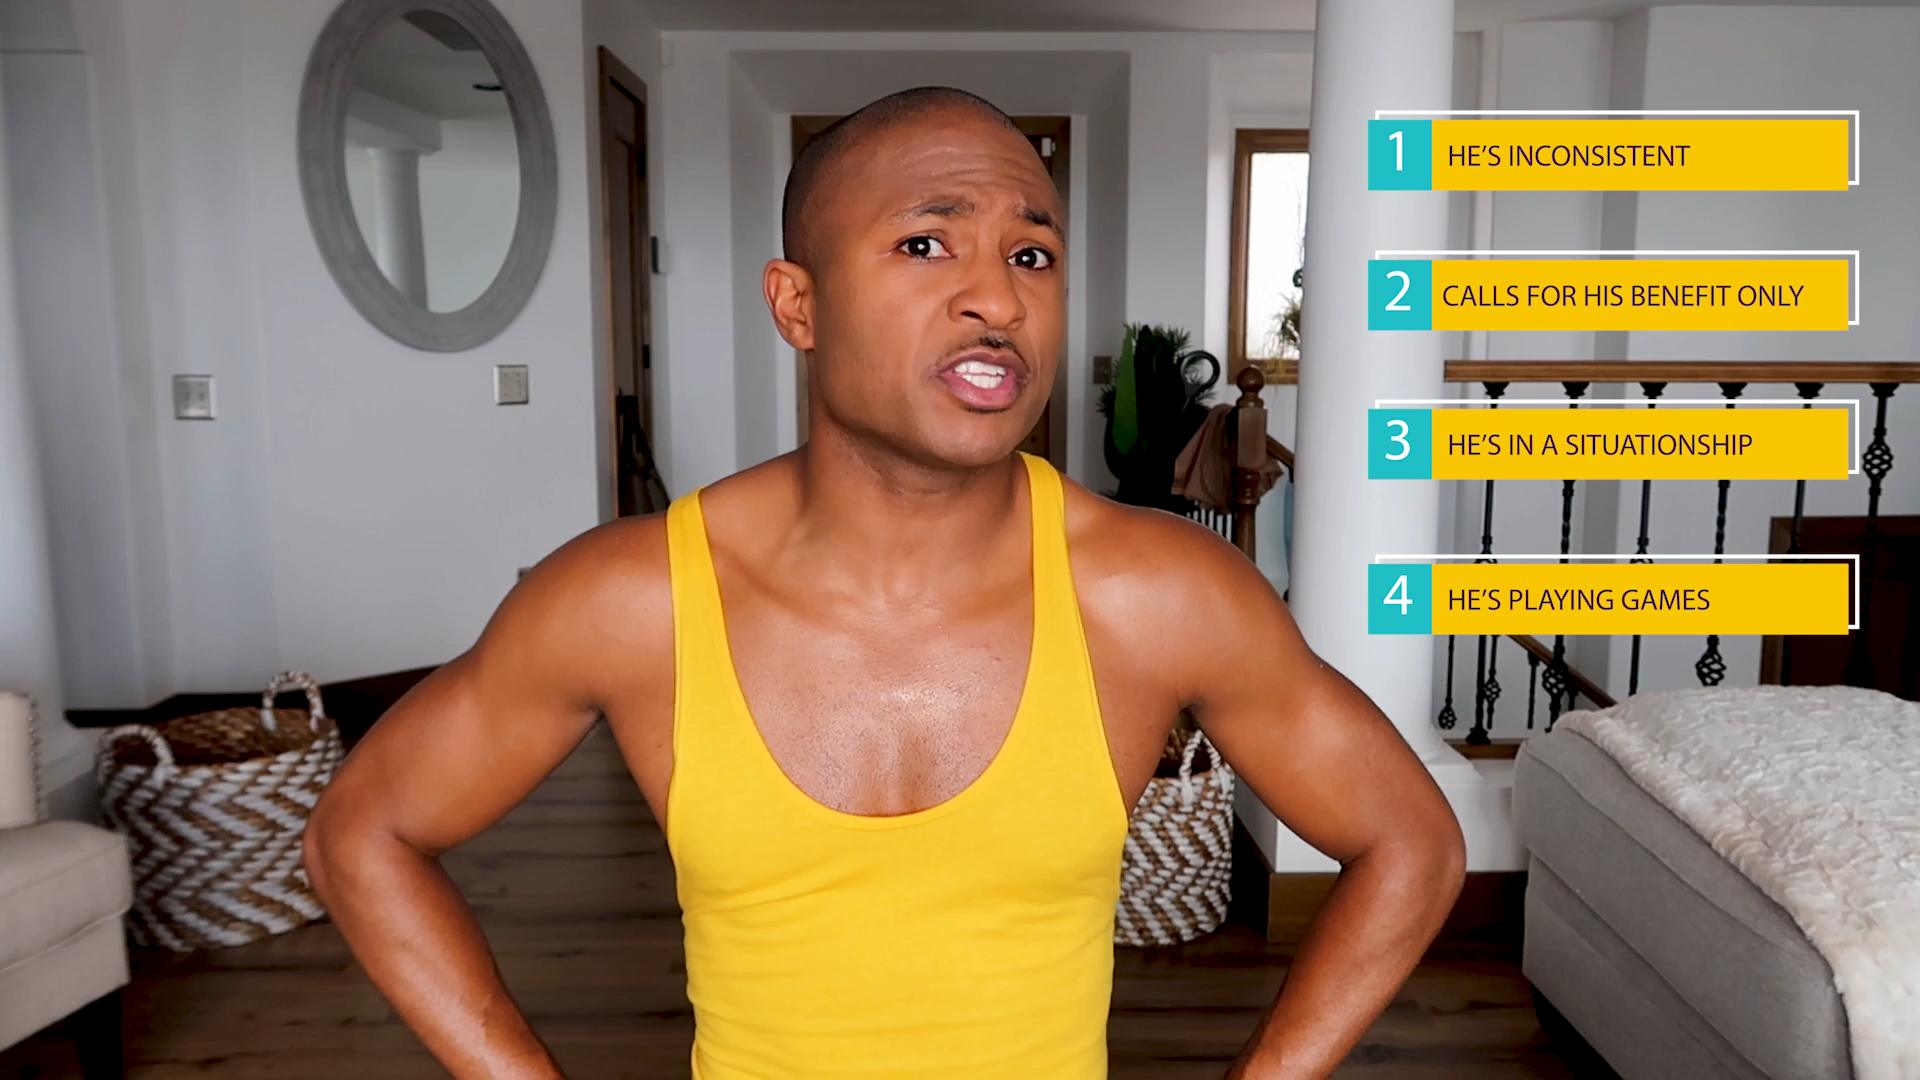 1 HE'S INCONSISTENT
2 CALLS FOR HIS BENEFIT ONLY
3 HE'S IN A SITUATIONSHIP
4 HE'S PLAYING GAMES